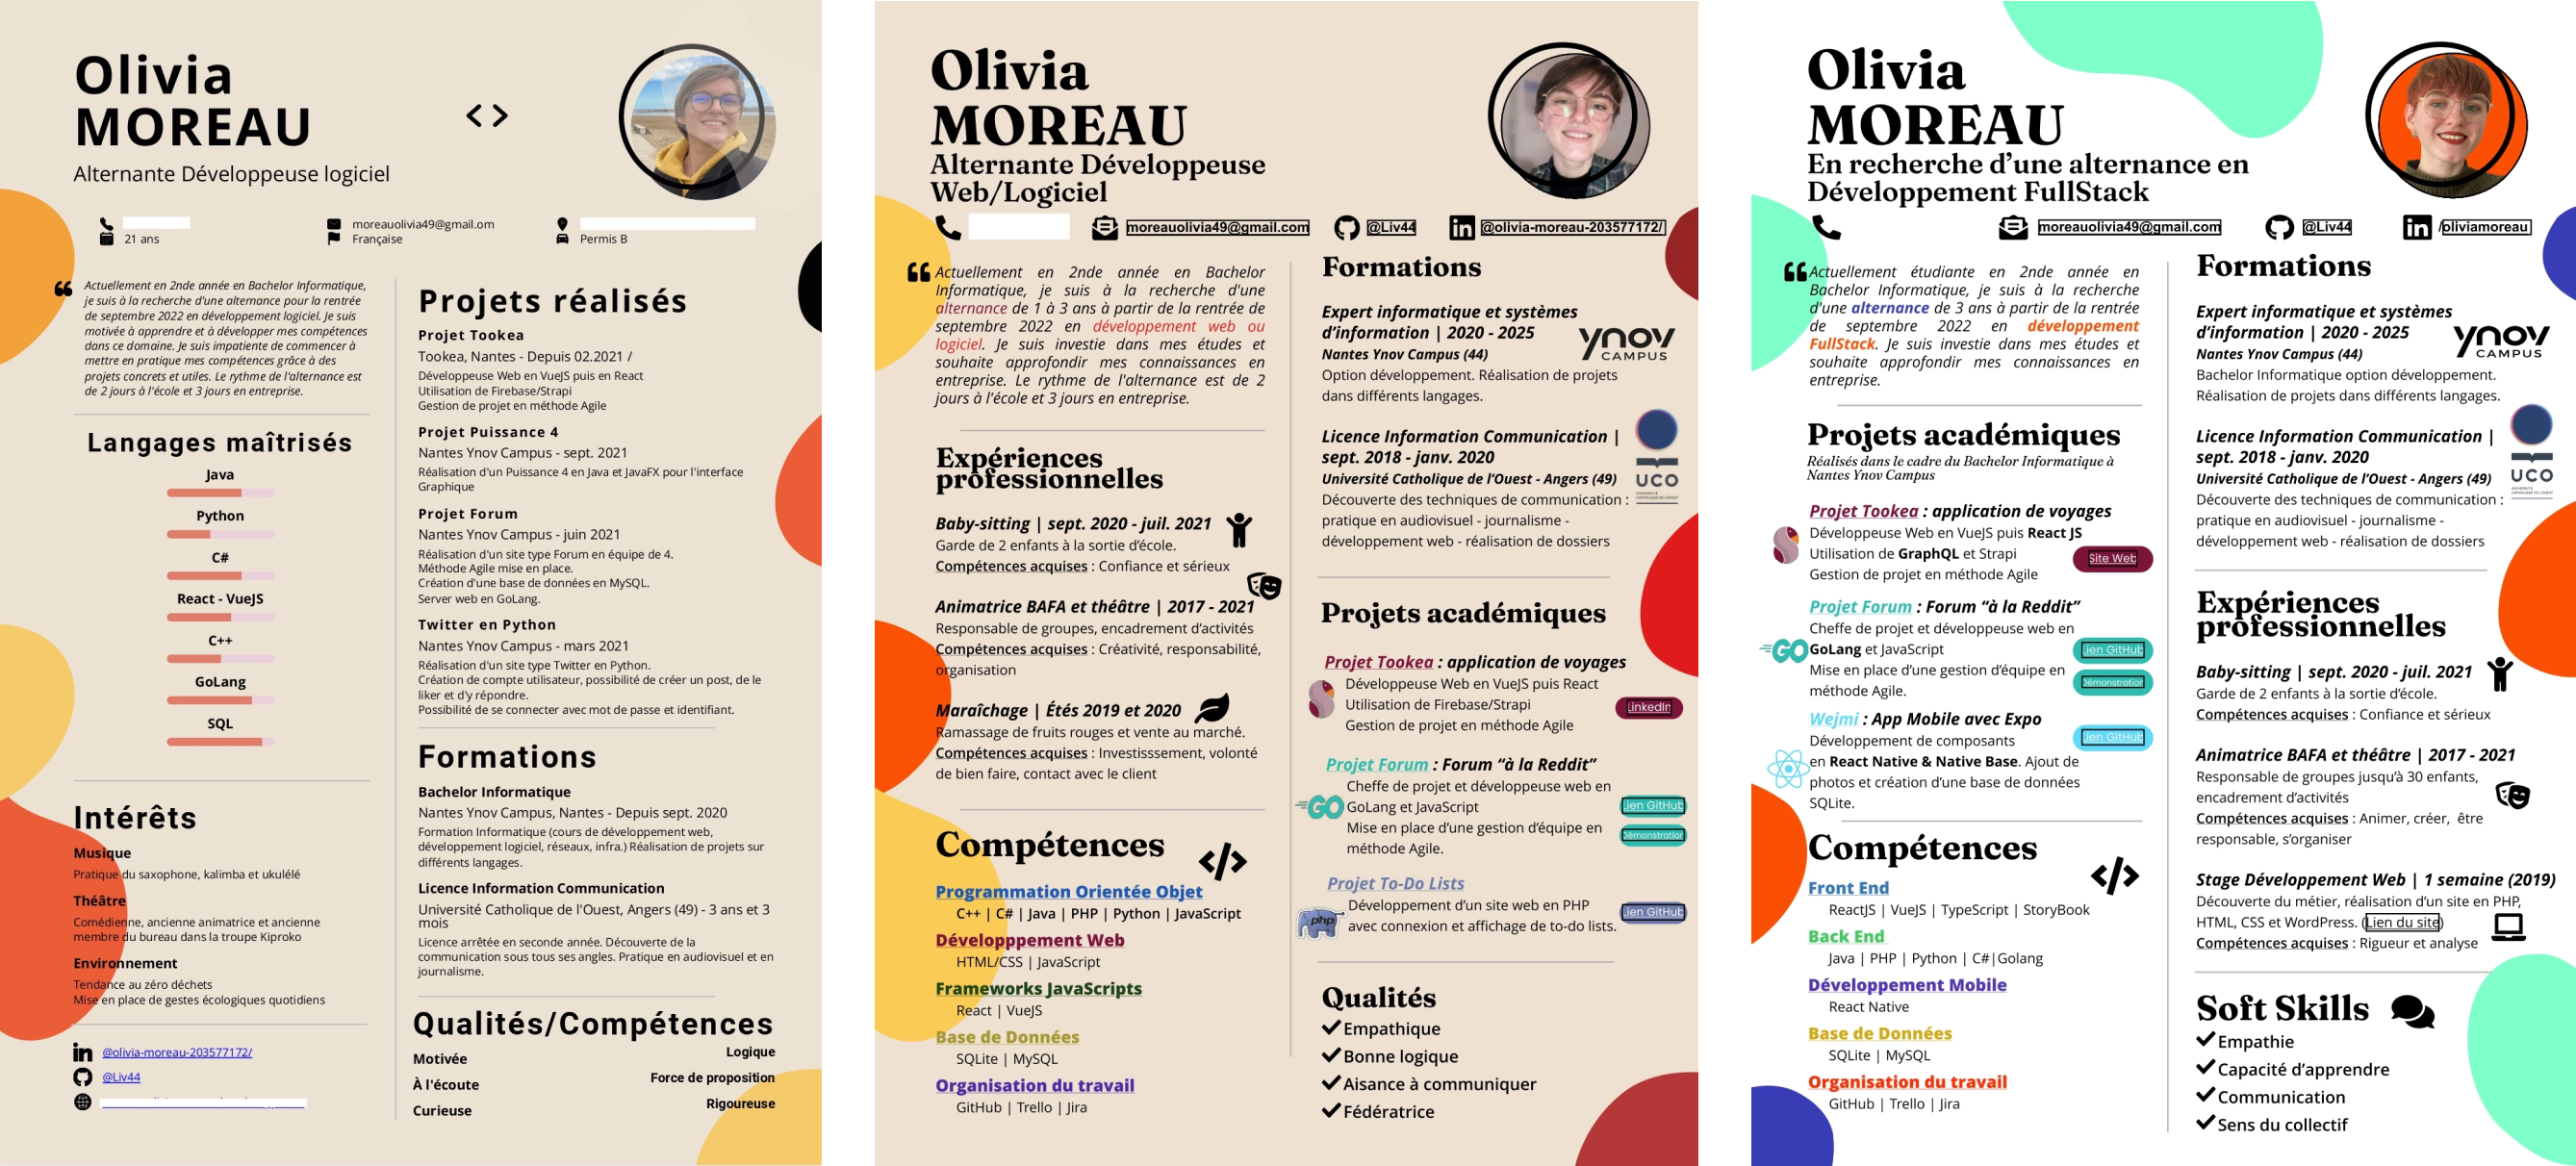 Olivia
MOREAU
Alternante Développeuse logiciel
moreauolivia49@gmail.om
21 ans
Française
Permis B
Actuellement en 2nde année en Bachelor Informatique,
je suis à la recherche d'une alternance pour la rentrée
de septembre 2022 en développement logiciel. Je suis
motivée à apprendre et à développer mes compétences
dans ce domaine. Je suis impatiente de commencer à
mettre en pratique mes compétences grâce à des
projets concrets et utiles. Le rythme de l'alternance est
de 2 jours à l'école et 3 jours en entreprise.
Langages maîtrisés
Java
Python
C#
React - VueJS
C++
GoLang
SQL
Intérêts
Musique
Pratique du saxophone, kalimba et ukulélé
Théâtre
Comédienne, ancienne animatrice et ancienne
membre du bureau dans la troupe Kiproko
Environnement
Tendance au zéro déchets
Mise en place de gestes écologiques quotidiens
@olivia-moreau-203577172/
@Liv44
Projets réalisés
Projet Tookea
Tookea, Nantes - Depuis 02.2021 /
Développeuse Web en VueJS puis en React
Utilisation de Firebase/Strapi
Gestion de projet en méthode Agile
Projet Puissance 4
Nantes Ynov Campus - sept. 2021
Réalisation d'un Puissance 4 en Java et JavaFX pour l'interface
Graphique
Projet Forum
Nantes Ynov Campus - juin 2021
Réalisation d'un site type Forum en équipe de 4.
Méthode Agile mise en place.
Création d'une base de données en MySQL.
Server web en GoLang.
Twitter en Python
Nantes Ynov Campus - mars 2021
Réalisation d'un site type Twitter en Python.
Création de compte utilisateur, possibilité de créer un post, de le
liker et d'y répondre.
Possibilité de se connecter avec mot de passe et identifiant.
Formations
Bachelor Informatique
Nantes Ynov Campus, Nantes - Depuis sept. 2020
Formation Informatique (cours de développement web,
développement logiciel, réseaux, infra.) Réalisation de projets sur
différents langages.
Licence Information Communication
Université Catholique de l'Ouest, Angers (49) - 3 ans et 3
mois
Licence arrêtée en seconde année. Découverte de la
communication sous tous ses angles. Pratique en audiovisuel et en
journalisme.
Qualités/Compétences
Motivée
À l'écoute
Curieuse
Logique
Force de proposition
Rigoureuse
Olivia
MOREAU
Alternante Développeuse
Web/Logiciel
moreauolivia49@gmail.com
@Liv44
@olivia-moreau-203577172/
Actuellement en 2nde année en Bachelor
Informatique, je suis à la recherche d'une
alternance de 1 à 3 ans à partir de la rentrée de
septembre 2022 en développement web ou
logiciel. Je suis investie dans mes études et
souhaite approfondir mes connaissances en
entreprise. Le rythme de l'alternance est de 2
jours à l'école et 3 jours en entreprise.
Expériences
professionnelles
Baby-sitting | sept. 2020 - juil. 2021
Garde de 2 enfants à la sortie d'école.
Compétences acquises : Confiance et sérieux
Animatrice BAFA et théâtre | 2017 - 2021
Responsable de groupes, encadrement d'activités
Compétences acquises : Créativité, responsabilité,
organisation
Maraîchage | Étés 2019 et 2020
Ramassage de fruits rouges et vente au marché.
Compétences acquises : Investisssement, volonté
de bien faire, contact avec le client
Compétences
Programmation Orientée Objet
C++ | C# | Java | PHP | Python | JavaScript
Développpement Web
HTML/CSS | JavaScript
Frameworks JavaScripts
React | VueJS
Base de Données
SQLite | MySQL
Organisation du travail
GitHub | Trello | Jira
Formations
Expert informatique et systèmes
d'information | 2020 - 2025
Nantes Ynov Campus (44)
Option développement. Réalisation de projets
dans différents langages.
ynov
CAMPUS
Licence Information Communication |
sept. 2018 - janv. 2020
Université Catholique de l'Ouest - Angers (49)
Découverte des techniques de communication :
pratique en audiovisuel - journalisme -
développement web - réalisation de dossiers
UCO
Projets académiques
Projet Tookea : application de voyages
Développeuse Web en VueJS puis React
Utilisation de Firebase/Strapi
Gestion de projet en méthode Agile
LinkedIn
Projet Forum : Forum “à la Reddit”
Cheffe de projet et développeuse web en
GoLang et JavaScript
Mise en place d'une gestion d'équipe en
méthode Agile.
GO
Lien GitHub
Démonstration
Projet To-Do Lists
Développement d'un site web en PHP
avec connexion et affichage de to-do lists.
php
Lien GitHub
Qualités
Empathique
Bonne logique
Aisance à communiquer
Fédératrice
Olivia
MOREAU
En recherche d'une alternance en
Développement FullStack
moreauolivia49@gmail.com
@Liv44
/oliviamoreau
Actuellement étudiante en 2nde année en
Bachelor Informatique, je suis à la recherche
d'une alternance de 3 ans à partir de la rentrée
de septembre 2022 en développement
FullStack. Je suis investie dans mes études et
souhaite approfondir mes connaissances en
entreprise.
Projets académiques
Réalisés dans le cadre du Bachelor Informatique à
Nantes Ynov Campus
Projet Tookea : application de voyages
Développeuse Web en VueJS puis React JS
Utilisation de GraphQL et Strapi
Gestion de projet en méthode Agile
Site Web
Projet Forum : Forum “à la Reddit”
Cheffe de projet et développeuse web en
GoLang et JavaScript
Mise en place d'une gestion d'équipe en
méthode Agile.
GO
Lien GitHub
Démonstration
Wejmi : App Mobile avec Expo
Développement de composants
en React Native & Native Base. Ajout de
photos et création d'une base de données
SQLite.
Lien GitHub
Compétences
Front End
ReactJS | VueJS | TypeScript | StoryBook
Back End
Java | PHP | Python | C#|Golang
Développement Mobile
React Native
Base de Données
SQLite | MySQL
Organisation du travail
GitHub | Trello | Jira
Formations
Expert informatique et systèmes
d'information | 2020 - 2025
Nantes Ynov Campus (44)
Bachelor Informatique option développement.
Réalisation de projets dans différents langages.
ynov
CAMPUS
Licence Information Communication |
sept. 2018 - janv. 2020
Université Catholique de l'Ouest - Angers (49)
Découverte des techniques de communication :
pratique en audiovisuel - journalisme -
développement web - réalisation de dossiers
UCO
Expériences
professionnelles
Baby-sitting | sept. 2020 - juil. 2021
Garde de 2 enfants à la sortie d'école.
Compétences acquises : Confiance et sérieux
Animatrice BAFA et théâtre | 2017 - 2021
Responsable de groupes jusqu'à 30 enfants,
encadrement d'activités
Compétences acquises : Animer, créer, être
responsable, s'organiser
Stage Développement Web | 1 semaine (2019)
Découverte du métier, réalisation d'un site en PHP,
HTML, CSS et WordPress. (Lien du site)
Compétences acquises : Rigueur et analyse
Soft Skills
Empathie
Capacité d'apprendre
Communication
Sens du collectif